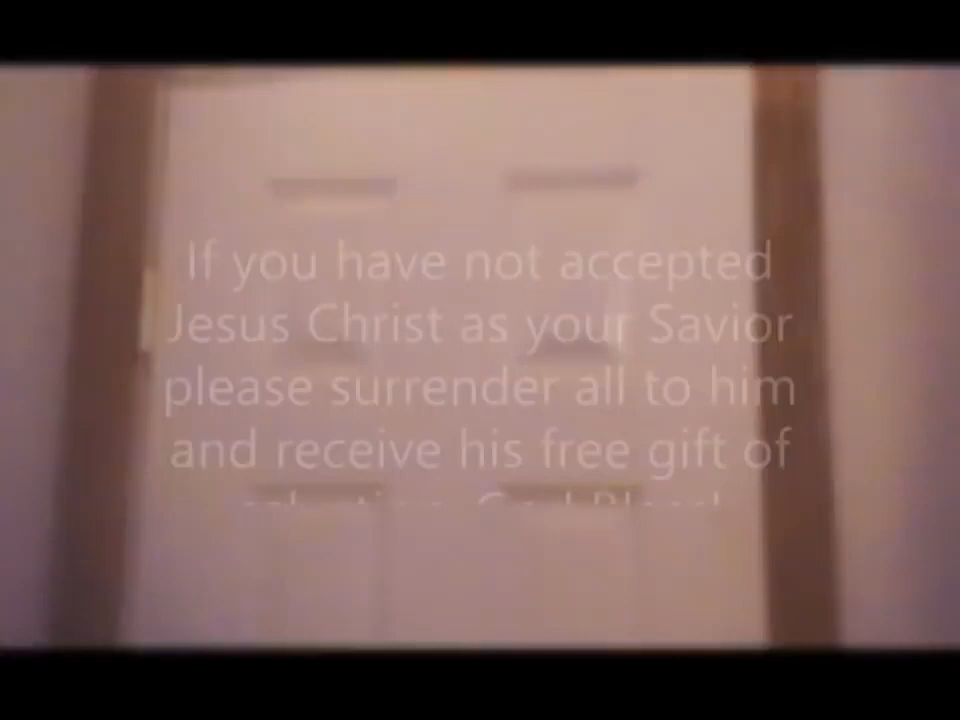 If you have not accepted
Jesus Christ as your Savior
please surrender all to him
and receive his free gift of